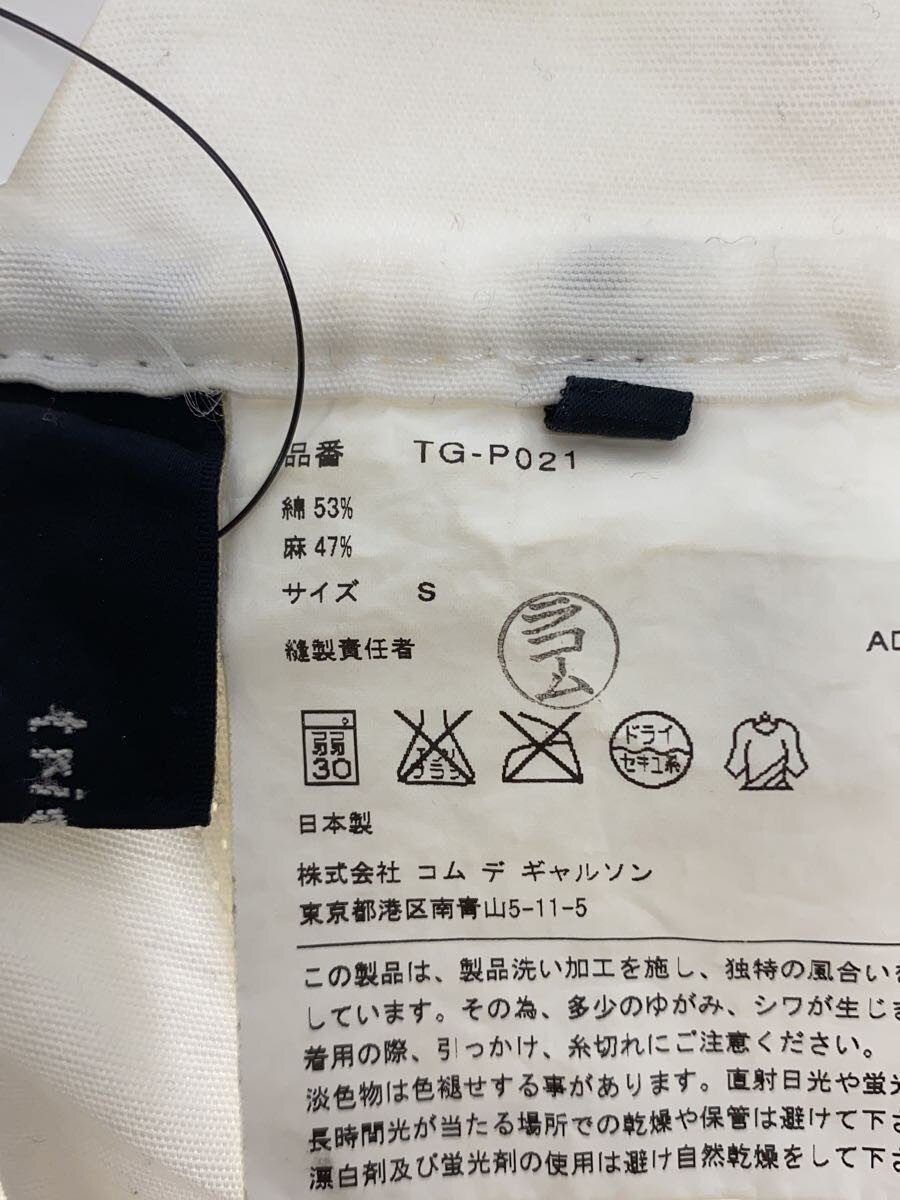 品番 TG-P021
綿 53%
麻 47%
サイズ S
縫製責任者 ラコム AD
弱
30
エンソ
ブラン
ドライ
セキユ系
日本製
株式会社 コム デ ギャルソン
東京都港区南青山5-11-5
この製品は、製品洗い加工を施し、独特の風合いを
しています。その為、多少のゆがみ、シワが生じま
着用の際、引っかけ、糸切れにご注意ください。
淡色物は色褪せする事があります。直射日光や蛍光
長時間光が当たる場所での乾燥や保管は避けて下さ
漂白剤及び蛍光剤の使用は避け自然乾燥をして下さ